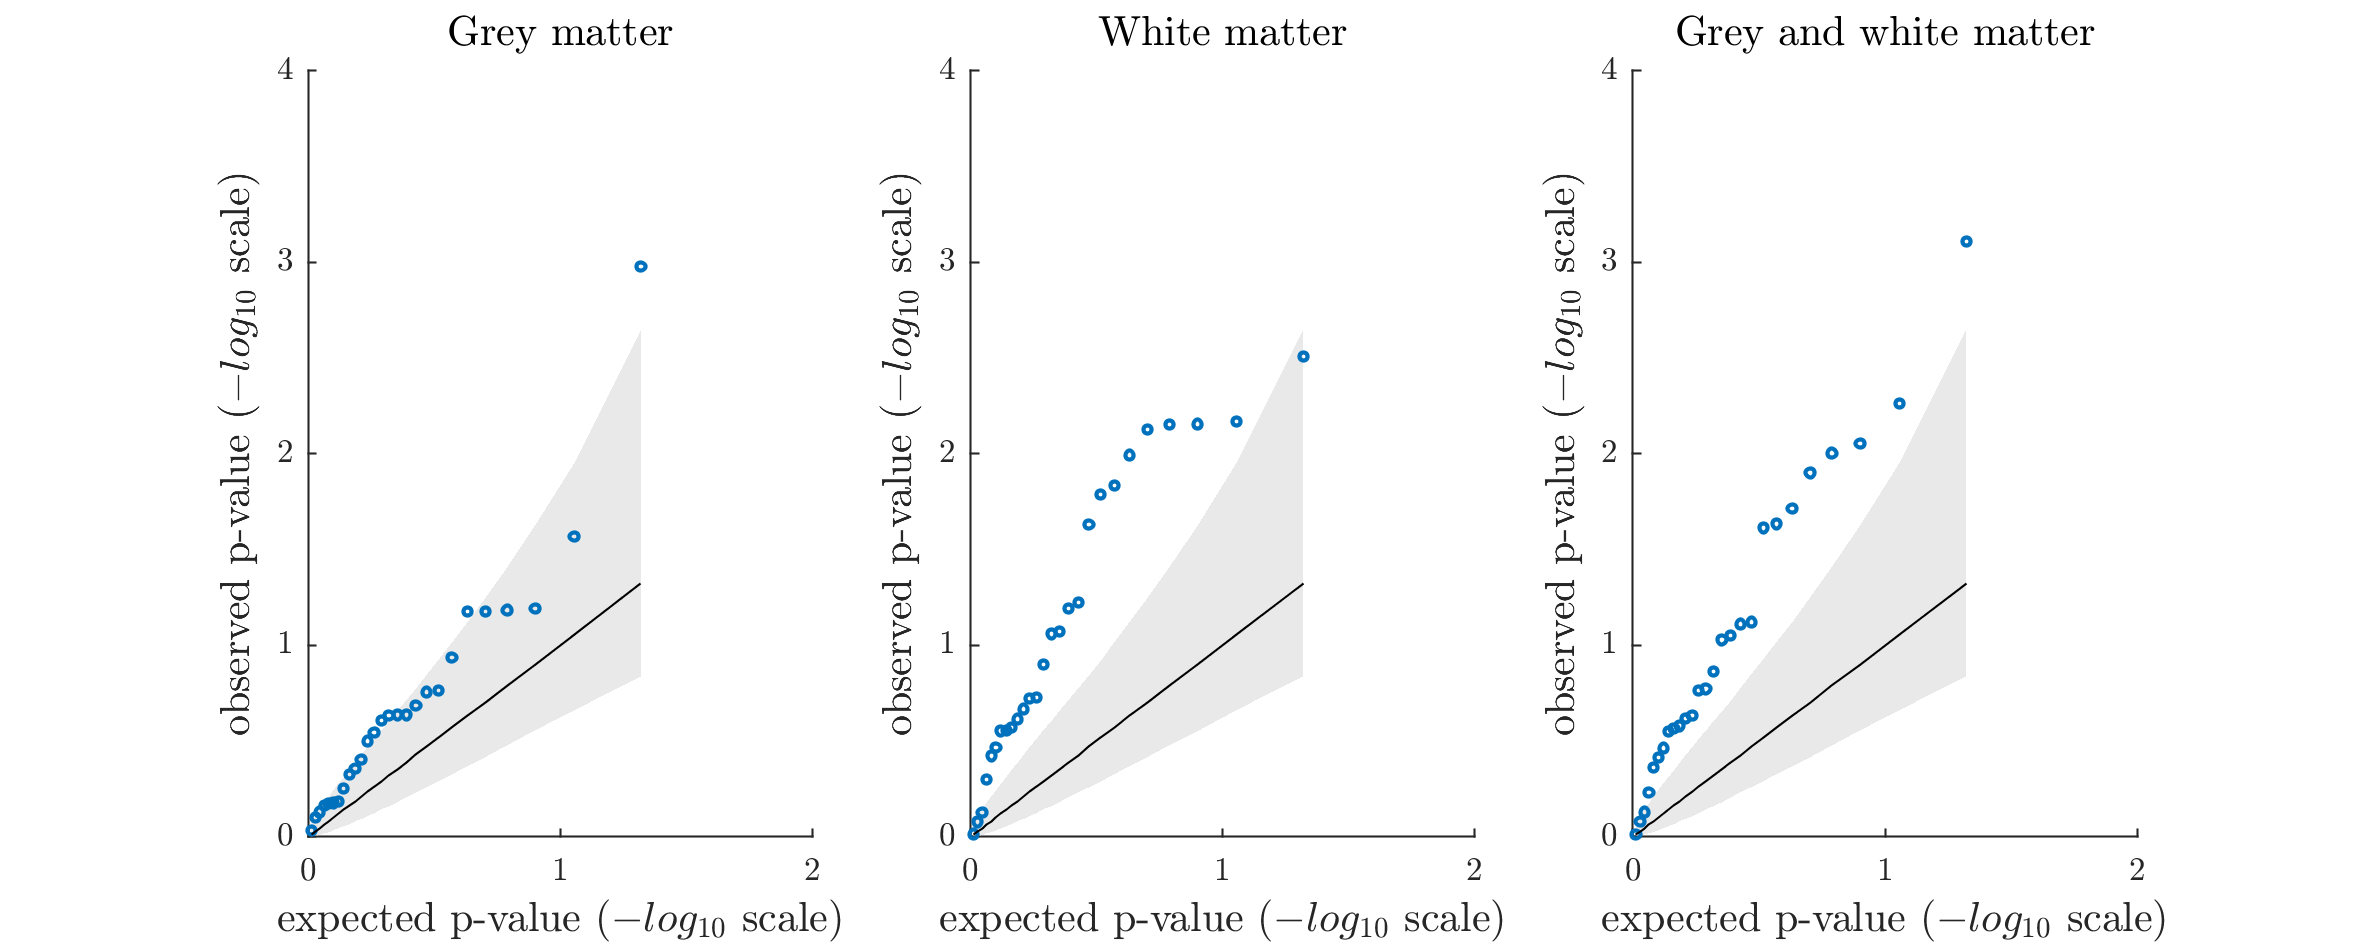 Grey matter
White matter
Grey and white matter
observed p-value (−log10 scale)
4
3
2
1
0
0 1 2
expected p-value (−log10 scale)
observed p-value (−log10 scale)
4
3
2
1
0
0 1 2
expected p-value (−log10 scale)
observed p-value (−log10 scale)
4
3
2
1
0
0 1 2
expected p-value (−log10 scale)